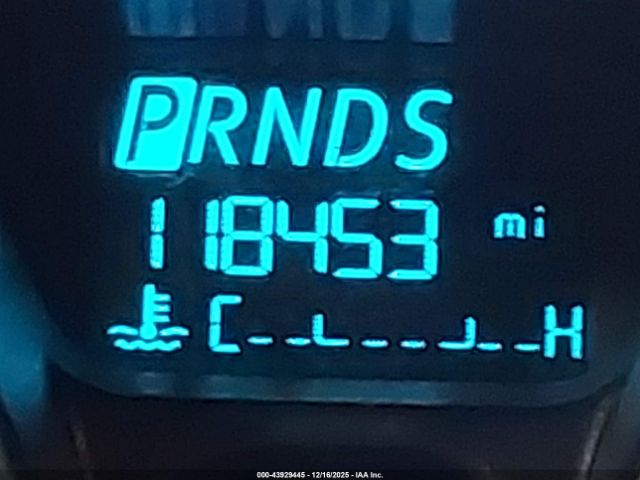 PRNDS
118453 mi
C H
000-43929445 - 12/16/2025 - IAA Inc.